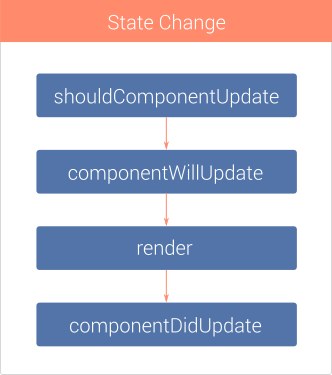 State Change
shouldComponentUpdate
componentWillUpdate
render
componentDidUpdate